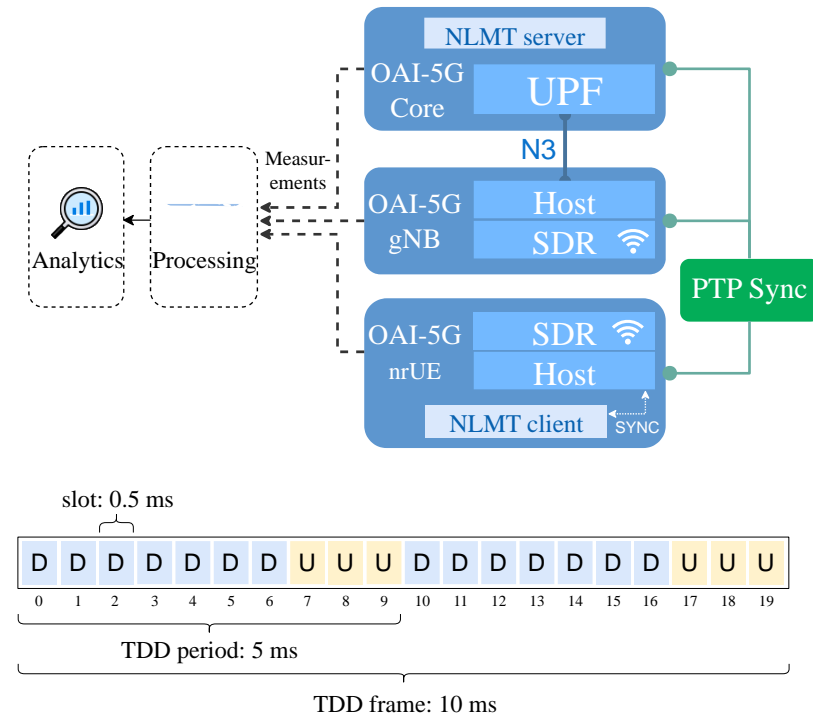 NLMT server
OAI-5G
Core
UPF
N3
Measur-
ements
OAI-5G
gNB
Host
SDR
Analytics
Processing
PTP Sync
OAI-5G
nrUE
SDR
Host
NLMT client
SYNC
slot: 0.5 ms
D D D D D D D U U U D D D D D D D U U U
0 1 2 3 4 5 6 7 8 9 10 11 12 13 14 15 16 17 18 19
TDD period: 5 ms
TDD frame: 10 ms